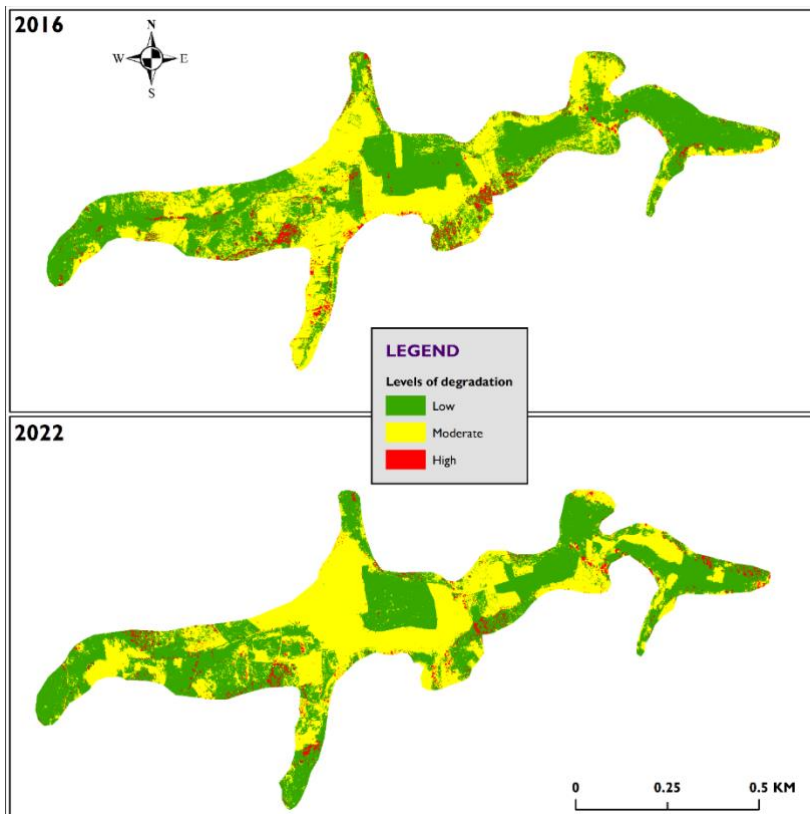 2016
N
W E
S
LEGEND
Levels of degradation
Low
Moderate
High
2022
0 0.25 0.5 KM